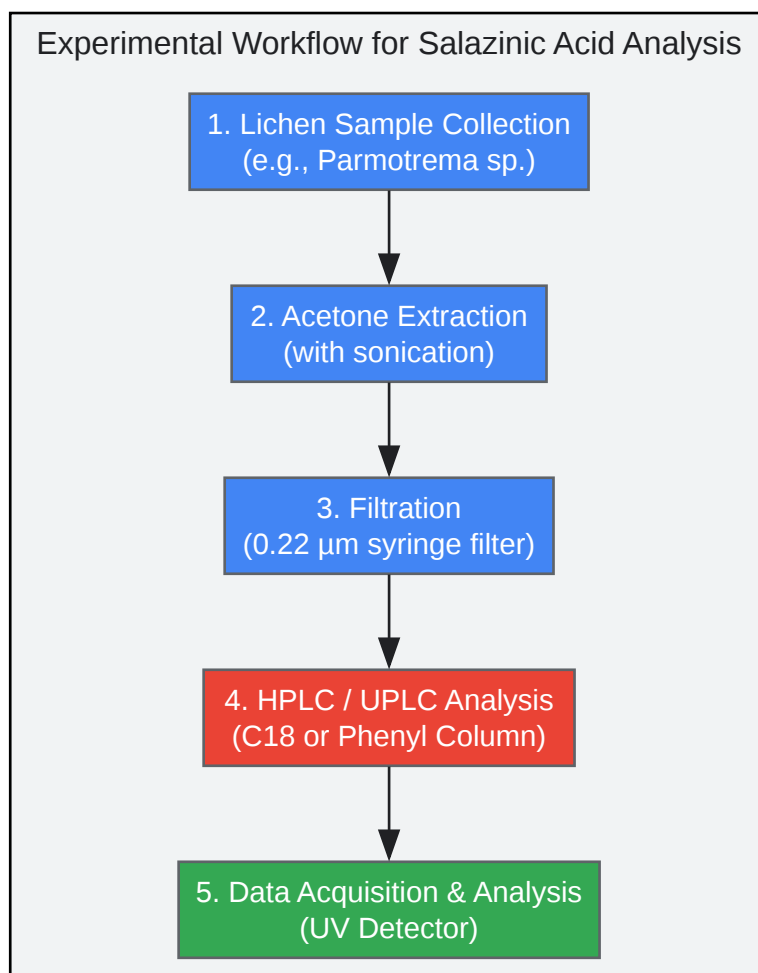 Experimental Workflow for Salazinic Acid Analysis
1. Lichen Sample Collection
(e.g., Parmotrema sp.)
2. Acetone Extraction
(with sonication)
3. Filtration
(0.22 µm syringe filter)
4. HPLC / UPLC Analysis
(C18 or Phenyl Column)
5. Data Acquisition & Analysis
(UV Detector)